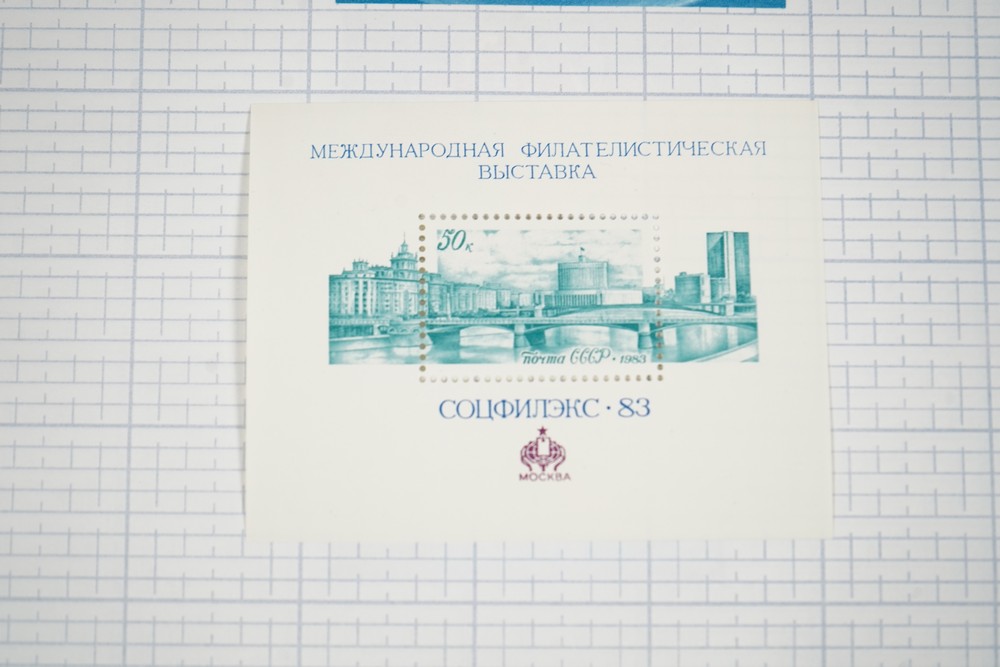 МЕЖДУНАРОДНАЯ ФИЛАТЕЛИСТИЧЕСКАЯ
ВЫСТАВКА
50к
почта СССР · 1983
СОЦФИЛЭКС · 83
МОСКВА